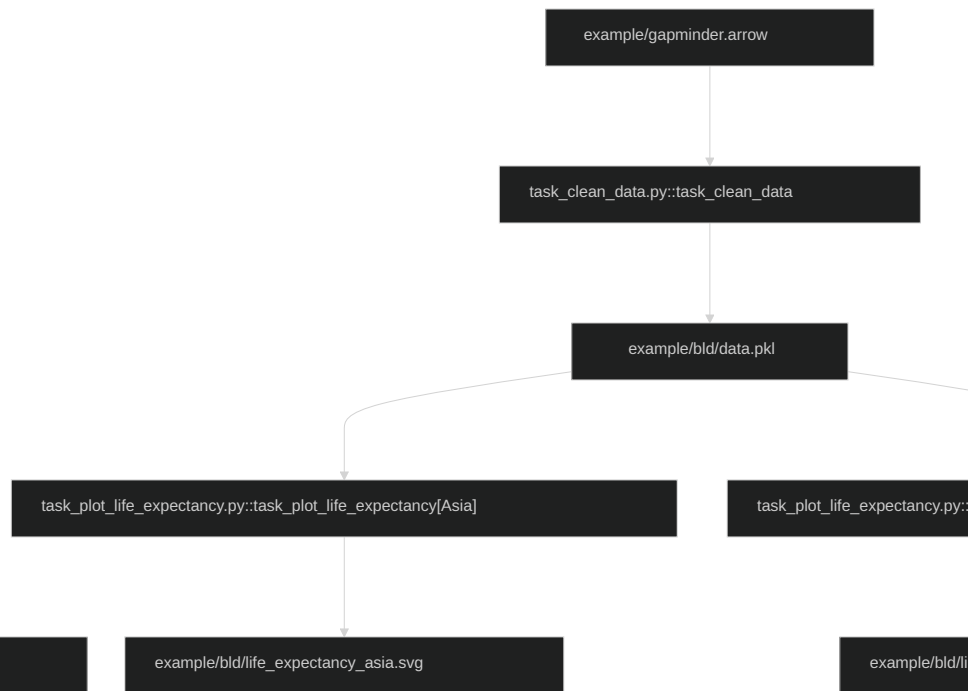 example/gapminder.arrow
task_clean_data.py::task_clean_data
example/bld/data.pkl
task_plot_life_expectancy.py::task_plot_life_expectancy[Asia]
task_plot_life_expectancy.py::
example/bld/life_expectancy_asia.svg
example/bld/li